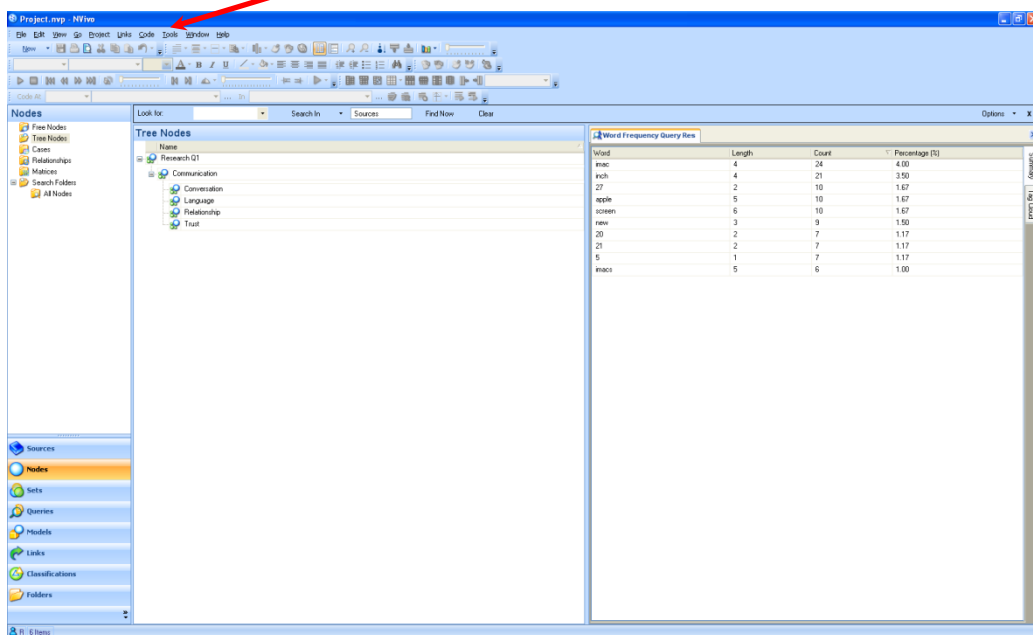 Project.nvp - NVivo
File Edit View Go Project Links Code Tools Window Help
New
Code At In
Nodes
Look for: Search In Sources Find Now Clear Options x
Free Nodes
Tree Nodes
Cases
Relationships
Matrices
Search Folders
All Nodes
Tree Nodes
Name
Research Q1
Communication
Conversation
Language
Relationship
Trust
Word Frequency Query Res
Word Length Count Percentage (%)
imac 4 24 4.00
inch 4 21 3.50
27 2 10 1.67
apple 5 10 1.67
screen 6 10 1.67
new 3 9 1.50
20 2 7 1.17
21 2 7 1.17
5 1 7 1.17
imacs 5 6 1.00
Summary
Tag Cloud
Sources
Nodes
Sets
Queries
Models
Links
Classifications
Folders
R 6 Items